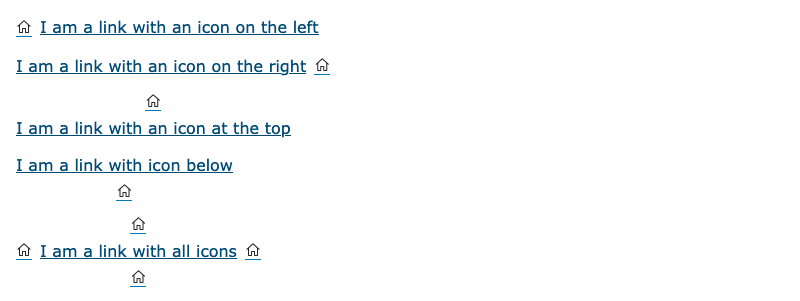 I am a link with an icon on the left
I am a link with an icon on the right
I am a link with an icon at the top
I am a link with icon below
I am a link with all icons